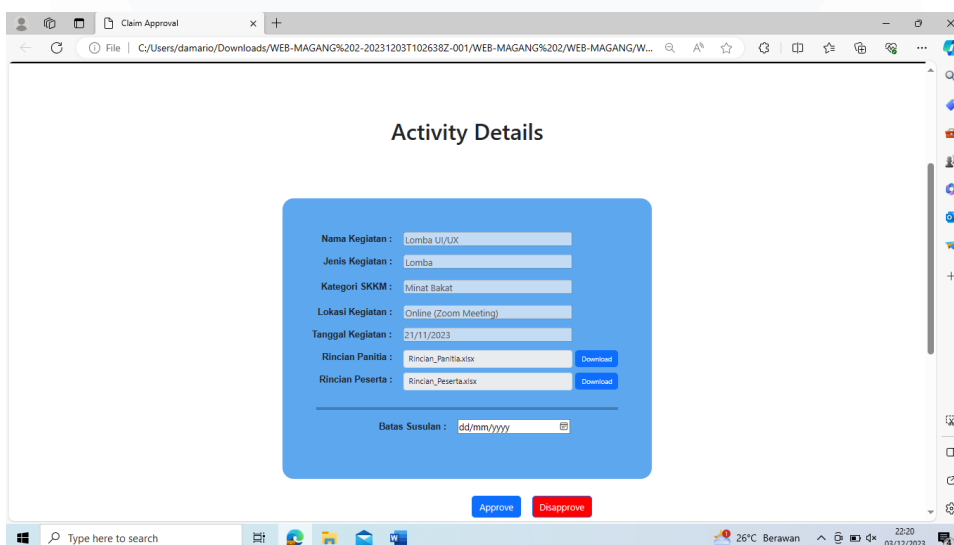 Claim Approval
File C:/Users/damario/Downloads/WEB-MAGANG%202-20231203T102638Z-001/WEB-MAGANG%202/WEB-MAGANG/W...
Activity Details
Nama Kegiatan : Lomba UI/UX
Jenis Kegiatan : Lomba
Kategori SKKM : Minat Bakat
Lokasi Kegiatan : Online (Zoom Meeting)
Tanggal Kegiatan : 21/11/2023
Rincian Panitia : Rincian_Panitia.xlsx Download
Rincian Peserta : Rincian_Peserta.xlsx Download
Batas Susulan : dd/mm/yyyy
Approve Disapprove
Type here to search 26°C Berawan 22:20
03/12/2023